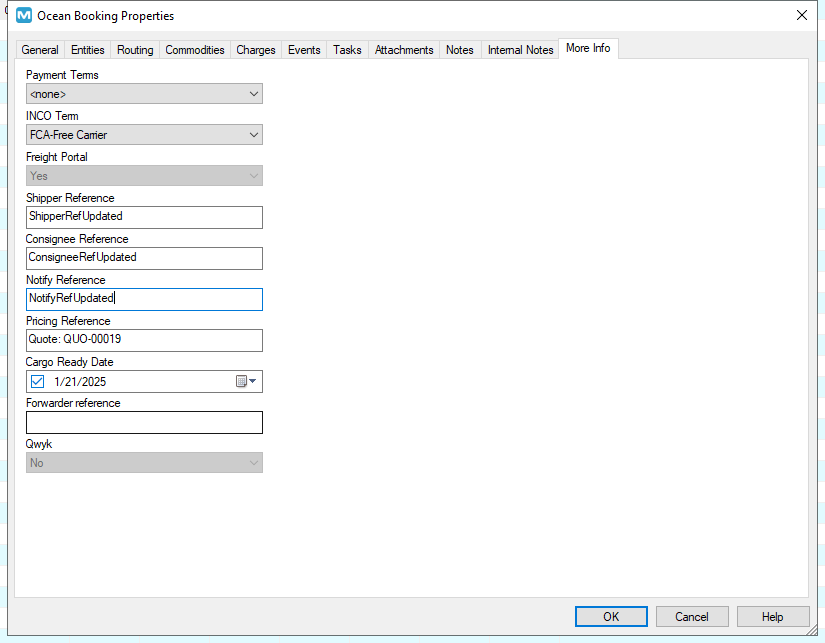 Ocean Booking Properties
General Entities Routing Commodities Charges Events Tasks Attachments Notes Internal Notes More Info
Payment Terms
<none>
INCO Term
FCA-Free Carrier
Freight Portal
Yes
Shipper Reference
ShipperRefUpdated
Consignee Reference
ConsigneeRefUpdated
Notify Reference
NotifyRefUpdated
Pricing Reference
Quote: QUO-00019
Cargo Ready Date
1/21/2025
Forwarder reference
Qwyk
No
OK Cancel Help